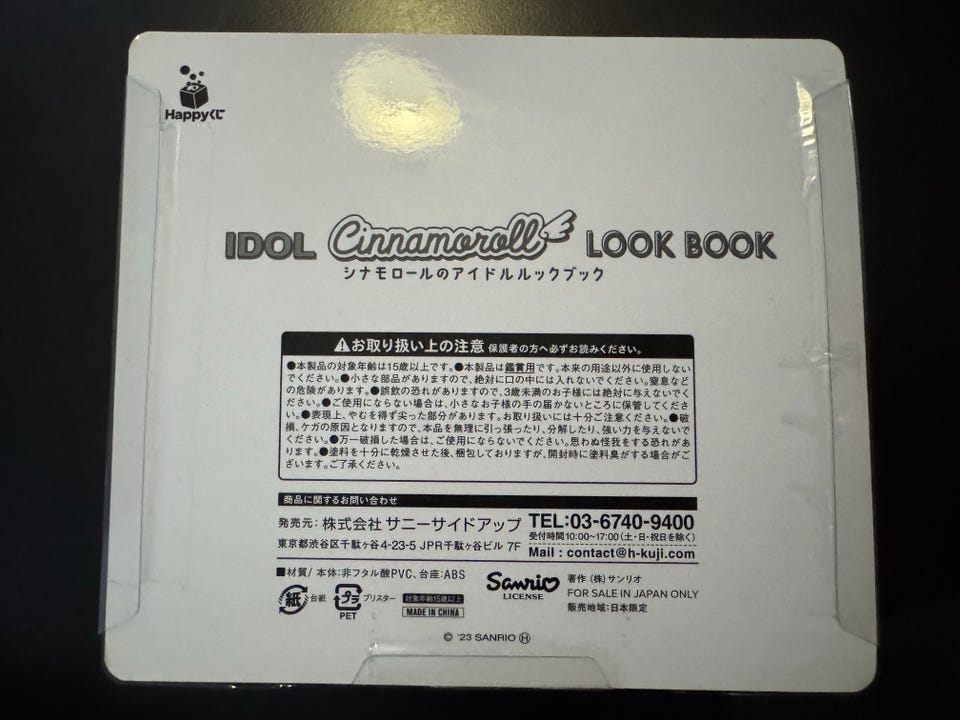 Happyくじ
IDOL Cinnamoroll LOOK BOOK
シナモロールのアイドルルックブック
⚠お取り扱い上の注意 保護者の方へ必ずお読みください。
●本製品の対象年齢は15歳以上です。●本製品は鑑賞用です。本来の用途以外に使用しない
でください。●小さな部品がありますので、絶対に口の中には入れないでください。窒息など
の危険があります。●誤飲の恐れがありますので、3歳未満のお子様には絶対に与えないでく
ださい。●ご使用にならない場合は、小さなお子様の手の届かないところに保管してくださ
い。●表現上、やむを得ず尖った部分があります。お取り扱いには十分ご注意ください。●破
損、ケガの原因となりますので、本品を無理に引っ張ったり、分解したり、強い力を与えないで
ください。●万一破損した場合は、ご使用にならないでください。思わぬ怪我をする恐れがあ
ります。●塗料を十分に乾燥させた後、梱包しておりますが、開封時に塗料臭がする場合がご
ざいます。ご了承ください。
商品に関するお問い合わせ
発売元: 株式会社 サニーサイドアップ
東京都渋谷区千駄ヶ谷4-23-5 JPR千駄ヶ谷ビル 7F
TEL:03-6740-9400
受付時間10:00~17:00(土・日・祝日を除く)
Mail : contact@h-kuji.com
■材質/ 本体:非フタル酸PVC、台座:ABS
紙 台紙
プラ ブリスター
PET
対象年齢15歳以上
MADE IN CHINA
Sanrio
LICENSE
著作 (株)サンリオ
FOR SALE IN JAPAN ONLY
販売地域:日本限定
© '23 SANRIO Ⓗ